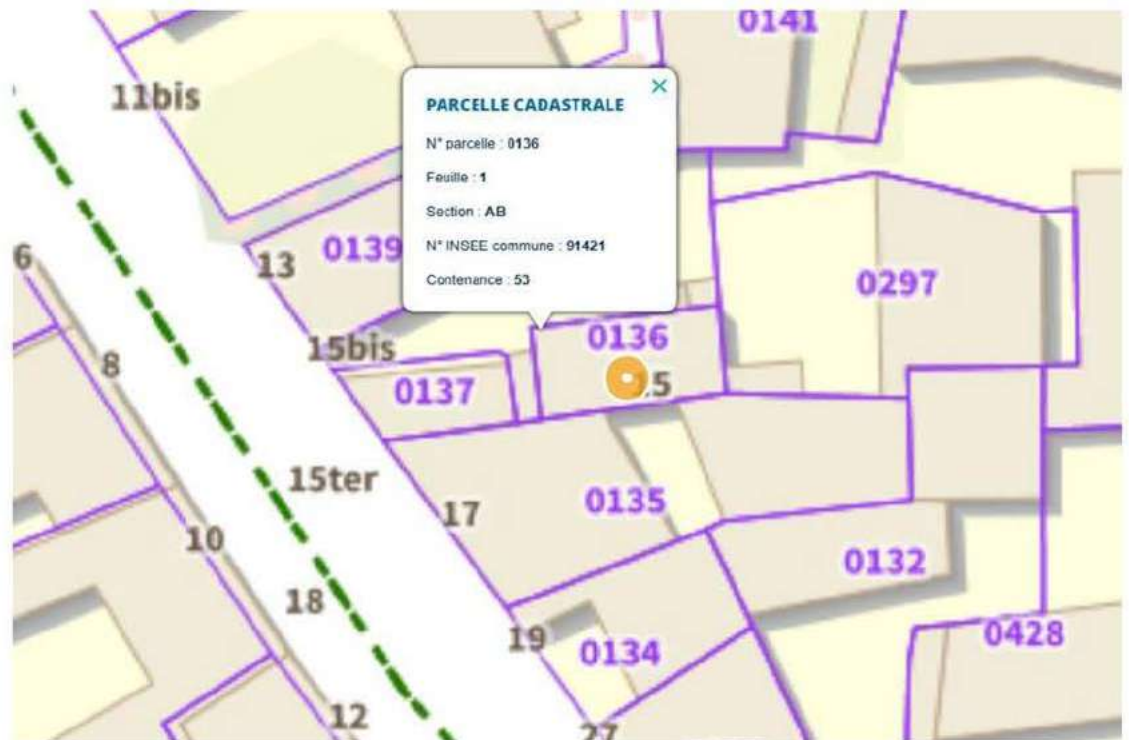 0141
11bis
×
PARCELLE CADASTRALE
N° parcelle : 0136
Feuille : 1
Section : AB
N° INSEE commune : 91421
Contenance : 53
6
13
0139
0297
0136
15bis
8
0137
15ter
17
0135
10
0132
18
19
0134
0428
12
27